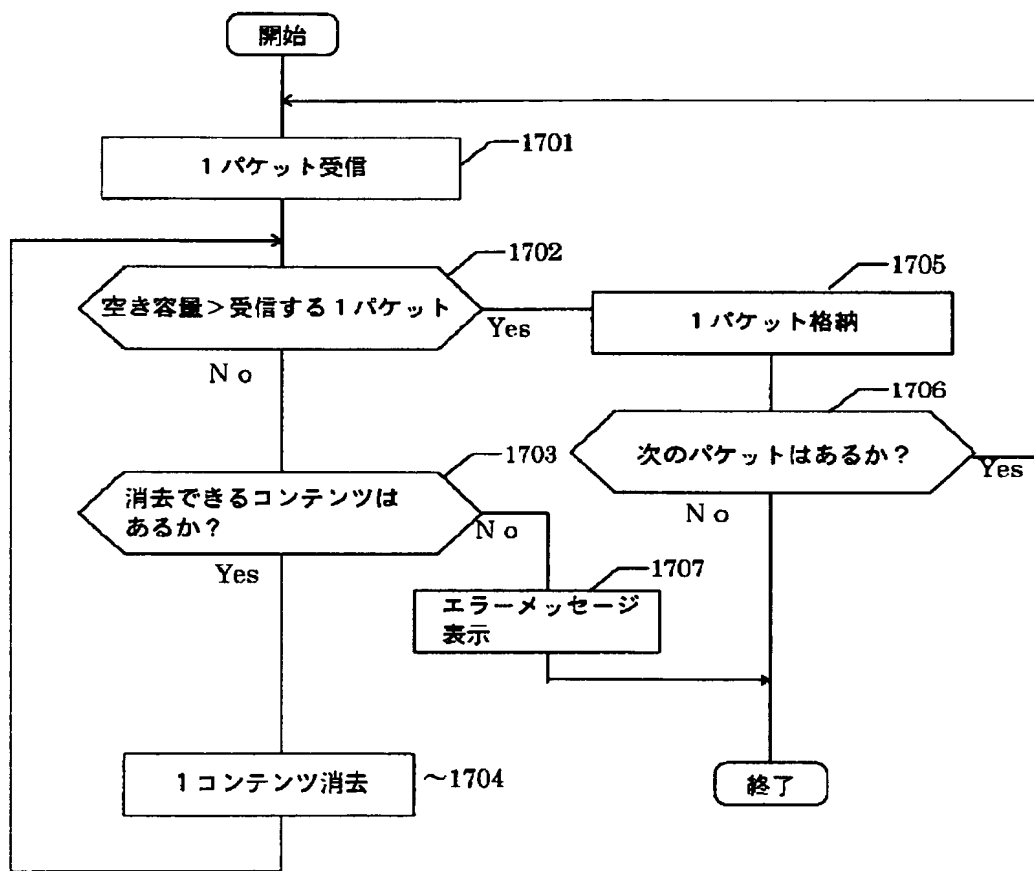 開始
1パケット受信
1701
空き容量>受信する1パケット
1702
Yes
No
1パケット格納
1705
次のパケットはあるか?
1706
Yes
No
消去できるコンテンツは
あるか?
1703
No
Yes
エラーメッセージ
表示
1707
1コンテンツ消去
~1704
終了